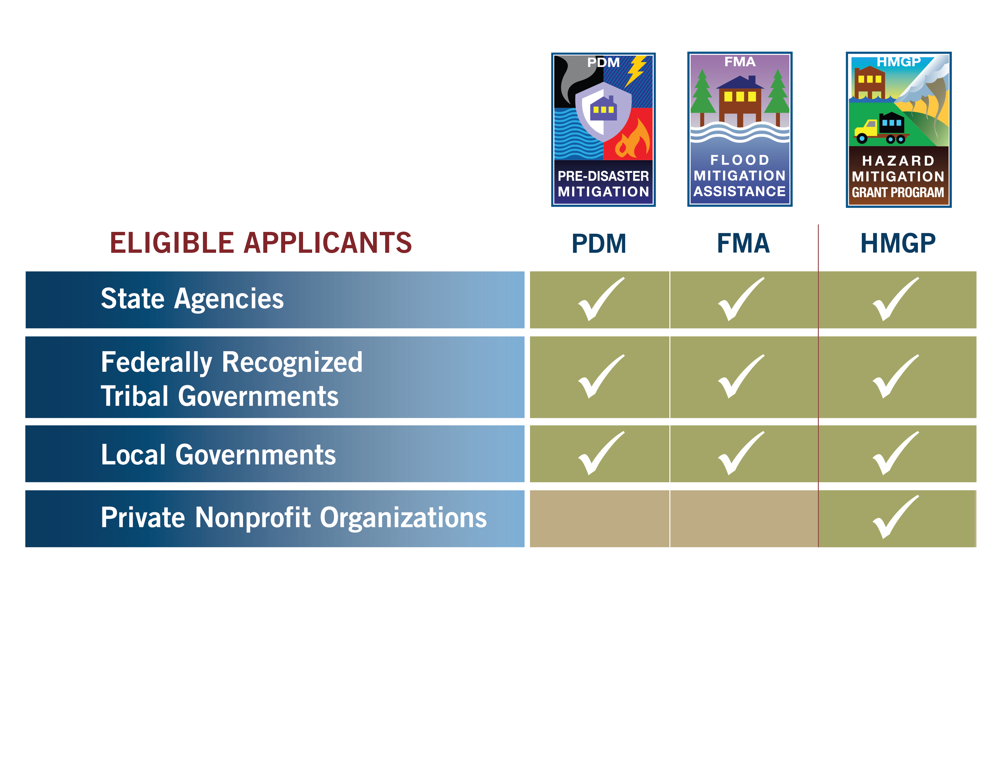 PDM
PRE-DISASTER
MITIGATION
FMA
FLOOD
MITIGATION
ASSISTANCE
HMGP
HAZARD
MITIGATION
GRANT PROGRAM
ELIGIBLE APPLICANTS PDM FMA HMGP
State Agencies
Federally Recognized
Tribal Governments
Local Governments
Private Nonprofit Organizations